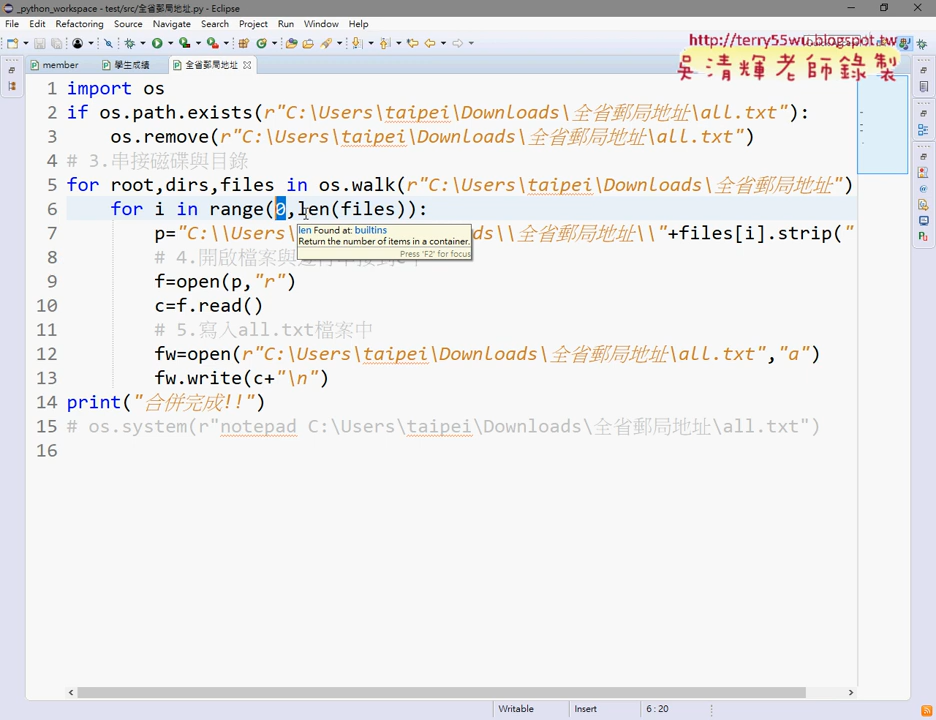 _python_workspace - test/src/全省郵局地址.py - Eclipse
File Edit Refactoring Source Navigate Search Project Run Window Help
http://terry55wu.blogspot.tw
吳清輝老師錄製
member 學生成績 全省郵局地址
1 import os
2 if os.path.exists(r"C:\Users\taipei\Downloads\全省郵局地址\all.txt"):
3 os.remove(r"C:\Users\taipei\Downloads\全省郵局地址\all.txt")
4 # 3.串接磁碟與目錄
5 for root,dirs,files in os.walk(r"C:\Users\taipei\Downloads\全省郵局地址")
6 for i in range(0,len(files)):
7 p="C:\\Users\ ds\\全省郵局地址\\"+files[i].strip("
len Found at: builtins
Return the number of items in a container.
Press 'F2' for focus
8 # 4.開啟檔案與
9 f=open(p,"r")
10 c=f.read()
11 # 5.寫入all.txt檔案中
12 fw=open(r"C:\Users\taipei\Downloads\全省郵局地址\all.txt","a")
13 fw.write(c+"\n")
14 print("合併完成!!")
15 # os.system(r"notepad C:\Users\taipei\Downloads\全省郵局地址\all.txt")
16
Writable Insert 6 : 20